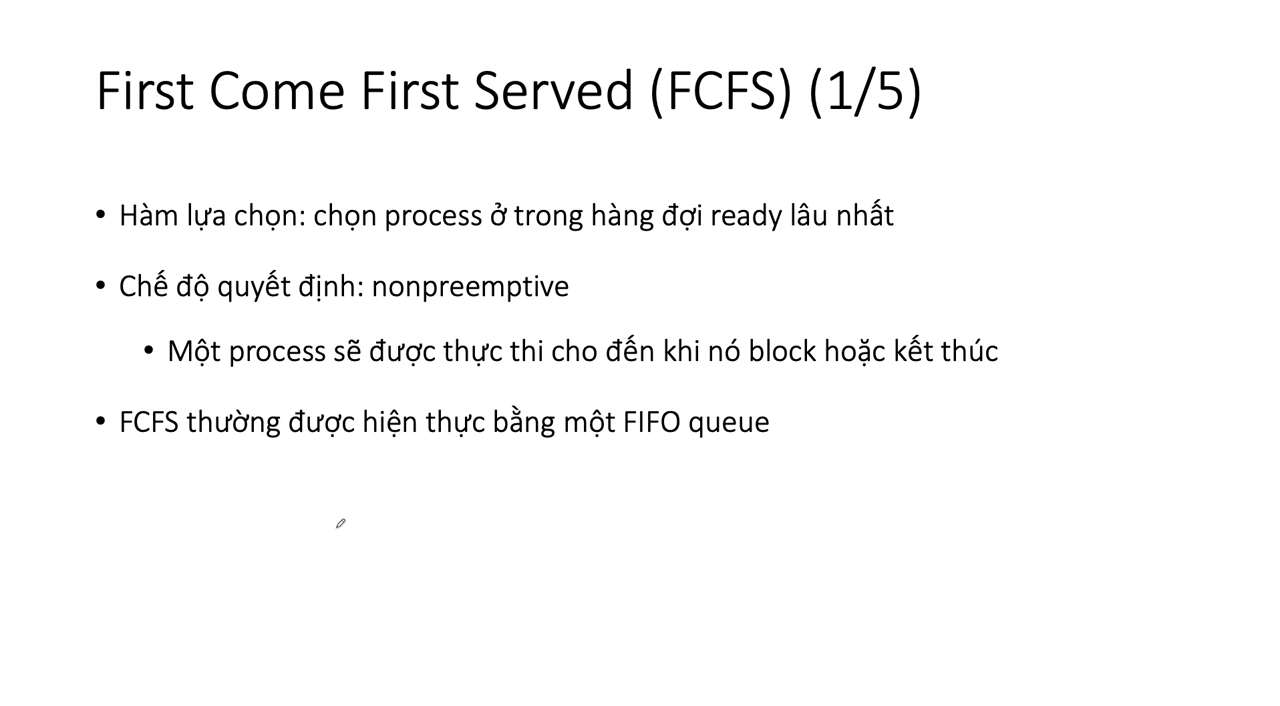 First Come First Served (FCFS) (1/5)
• Hàm lựa chọn: chọn process ở trong hàng đợi ready lâu nhất
• Chế độ quyết định: nonpreemptive
• Một process sẽ được thực thi cho đến khi nó block hoặc kết thúc
• FCFS thường được hiện thực bằng một FIFO queue